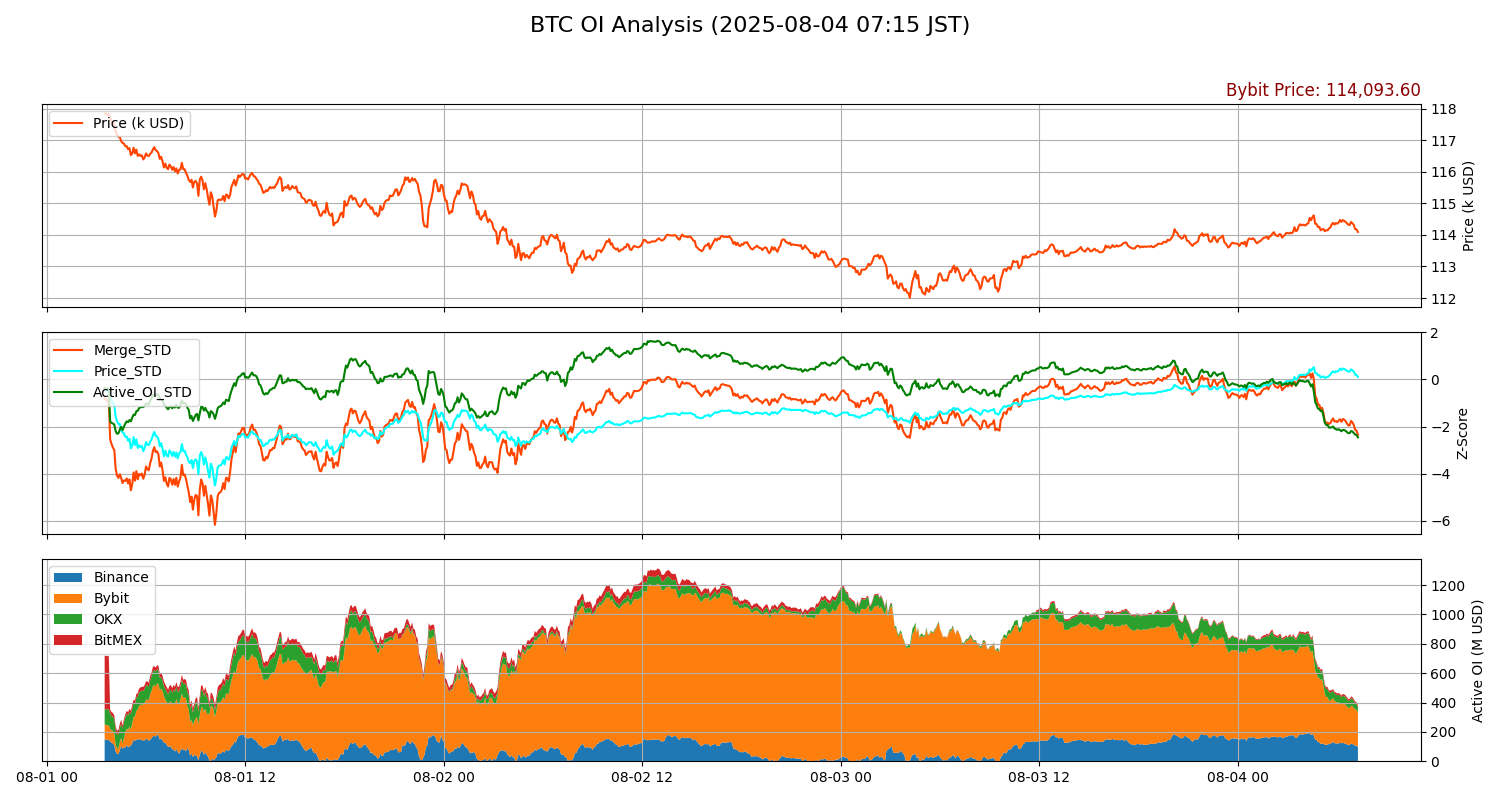 BTC OI Analysis (2025-08-04 07:15 JST)
Bybit Price: 114,093.60
Price (k USD)
118
117
116
115
114
113
112
Price (k USD)
Merge_STD
Price_STD
Active_OI_STD
2
0
−2
−4
−6
Z-Score
Binance
Bybit
OKX
BitMEX
1200
1000
800
600
400
200
0
Active OI (M USD)
08-01 00
08-01 12
08-02 00
08-02 12
08-03 00
08-03 12
08-04 00